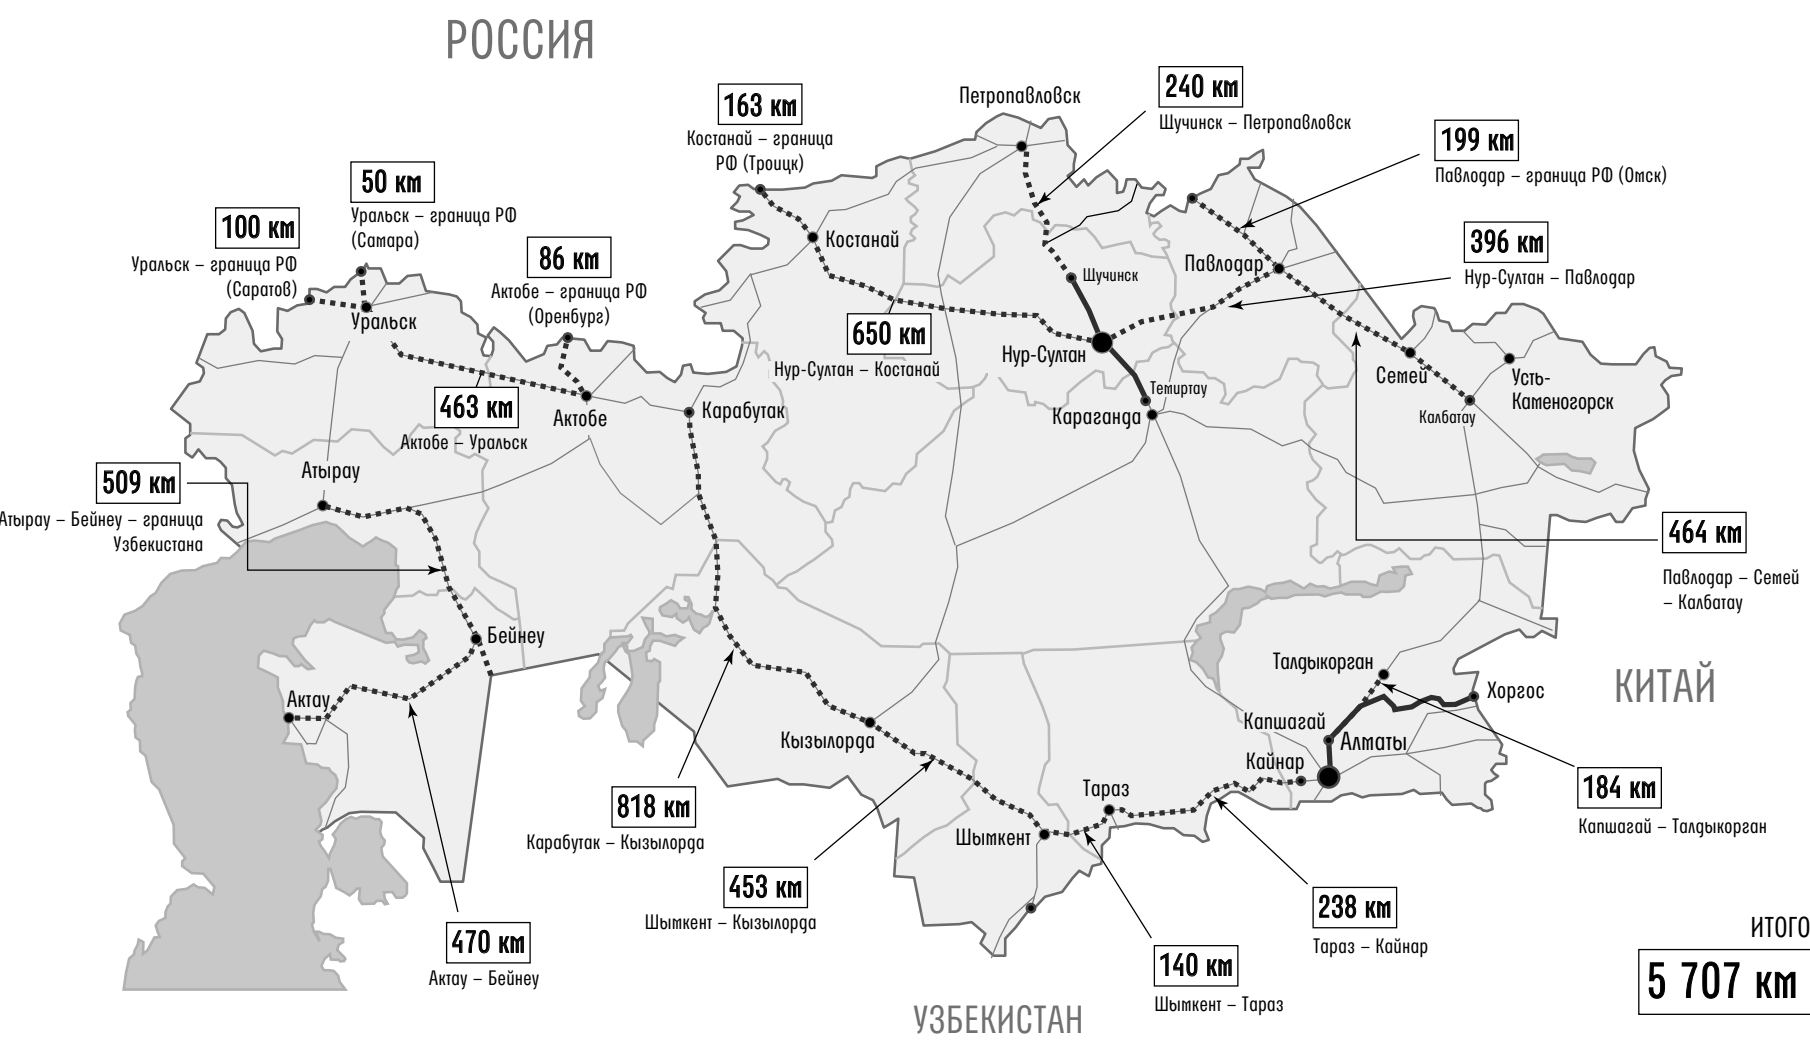 РОССИЯ
163 км
Костанай – граница
РФ (Троицк)
Петропавловск
240 км
Щучинск – Петропавловск
199 км
Павлодар – граница РФ (Омск)
50 км
Уральск – граница РФ
(Самара)
100 км
Уральск – граница РФ
(Саратов)
86 км
Актобе – граница РФ
(Оренбург)
396 км
Нур-Султан – Павлодар
Костанай
Павлодар
Щучинск
Уральск
650 км
Нур-Султан – Костанай
Нур-Султан
Семей
Усть-
Каменогорск
463 км
Актобе – Уральск
Актобе
Карабутак
Темиртау
Караганда
Калбатау
Атырау
509 км
Атырау – Бейнеу – граница
Узбекистана
464 км
Павлодар – Семей
– Калбатау
Бейнеу
Талдыкорган
Хоргос
КИТАЙ
Актау
Капшагай
Алматы
Кызылорда
Кайнар
184 км
Капшагай – Талдыкорган
Тараз
818 км
Карабутак – Кызылорда
Шымкент
453 км
Шымкент – Кызылорда
238 км
Тараз – Кайнар
470 км
Актау – Бейнеу
140 км
Шымкент – Тараз
УЗБЕКИСТАН
ИТОГО
5 707 км